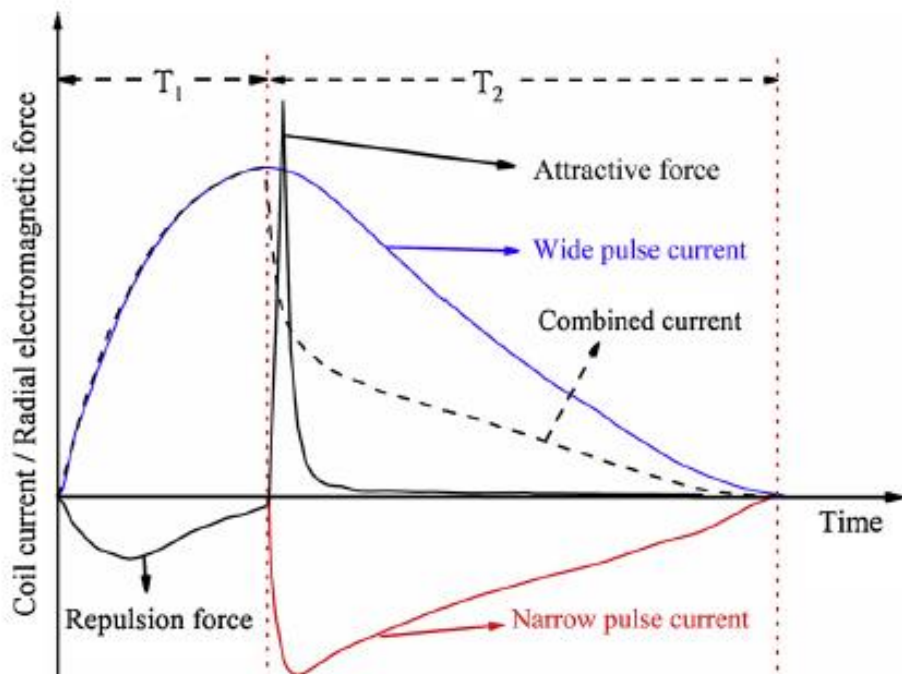 T1
T2
Attractive force
Wide pulse current
Combined current
Time
Repulsion force
Narrow pulse current
Coil current / Radial electromagnetic force